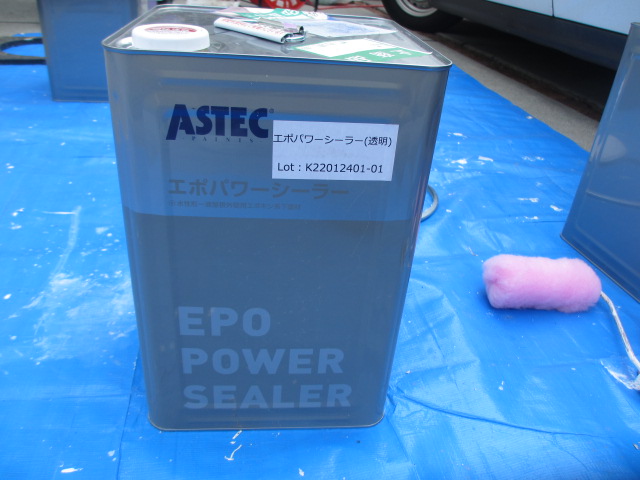 ASTEC
PAINTS
エポパワーシーラー(透明)
Lot : K22012401-01
エポパワーシーラー
EPO
POWER
SEALER